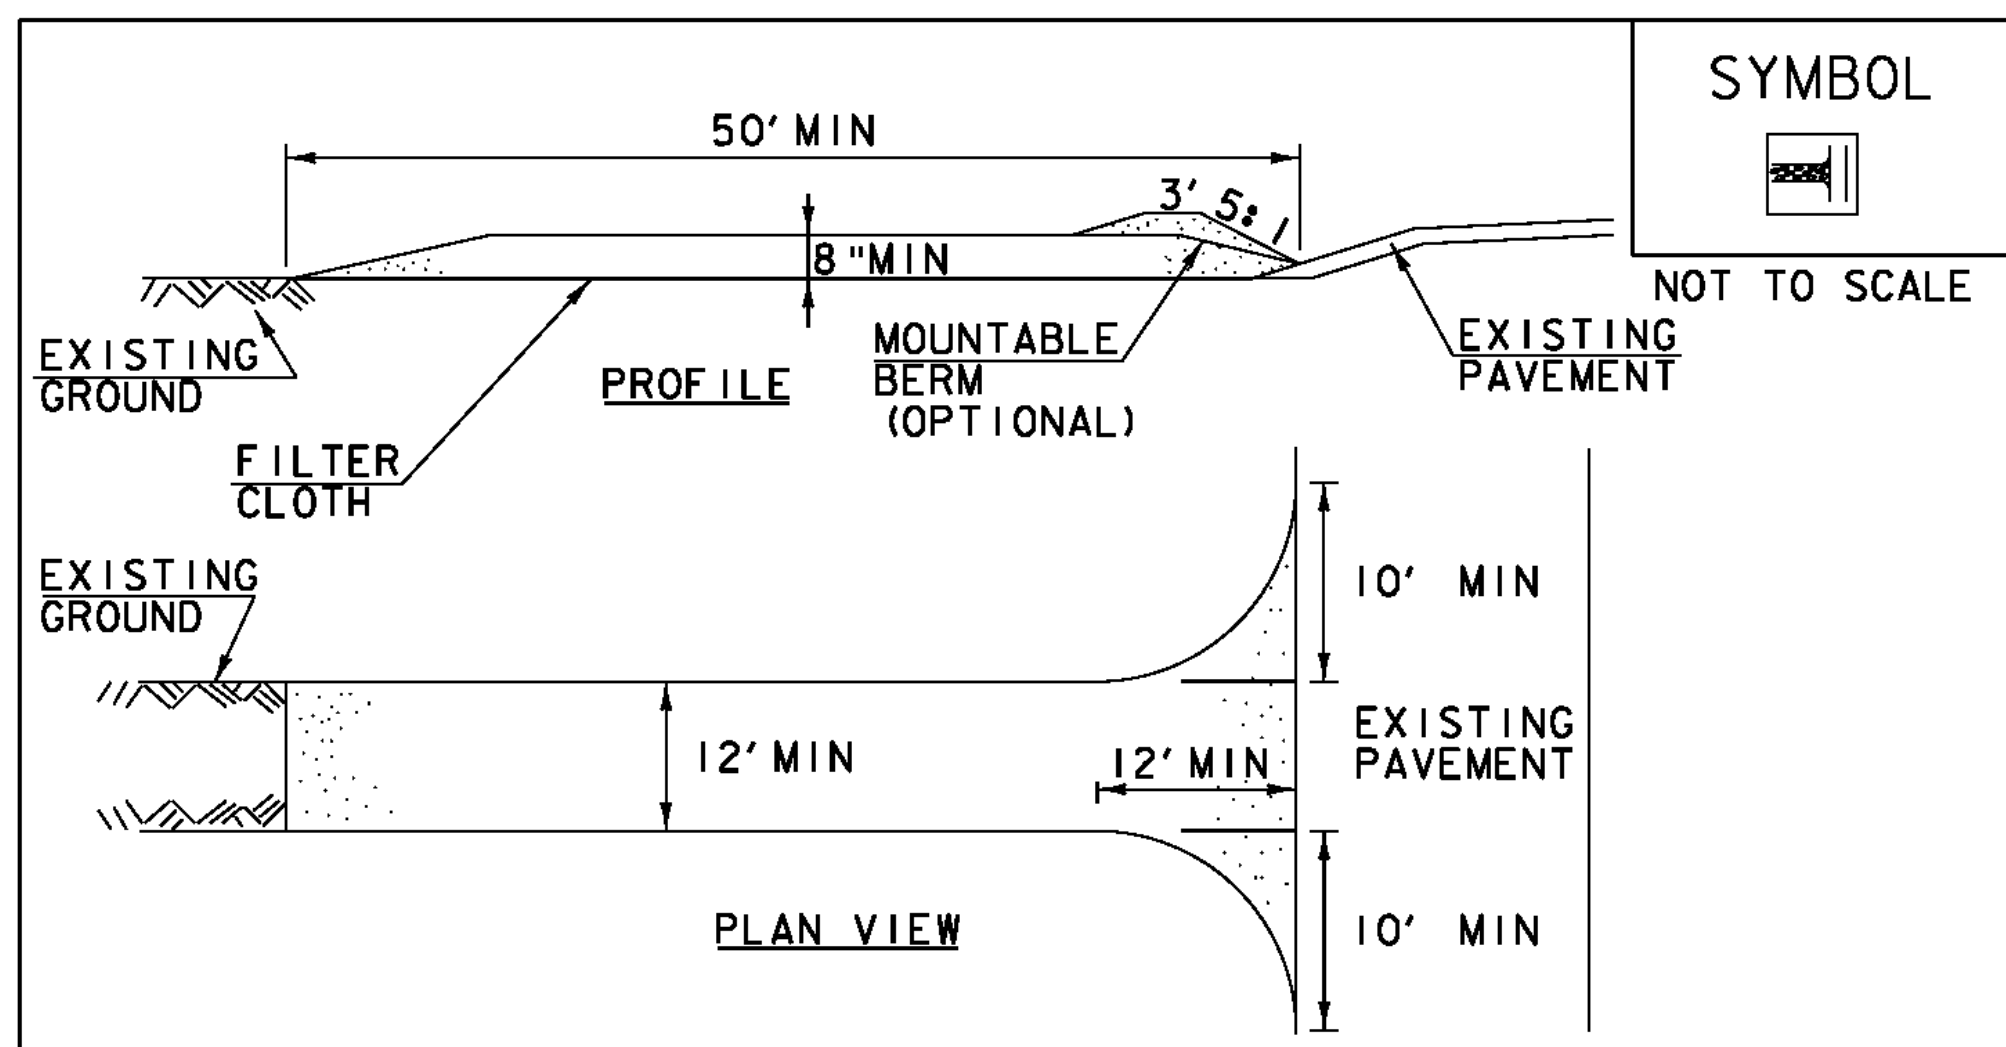 SYMBOL
50' MIN
3' 5:1
8"MIN
NOT TO SCALE
EXISTING
GROUND
MOUNTABLE
BERM
(OPTIONAL)
EXISTING
PAVEMENT
PROFILE
FILTER
CLOTH
EXISTING
GROUND
10' MIN
12' MIN
12' MIN
EXISTING
PAVEMENT
PLAN VIEW
10' MIN